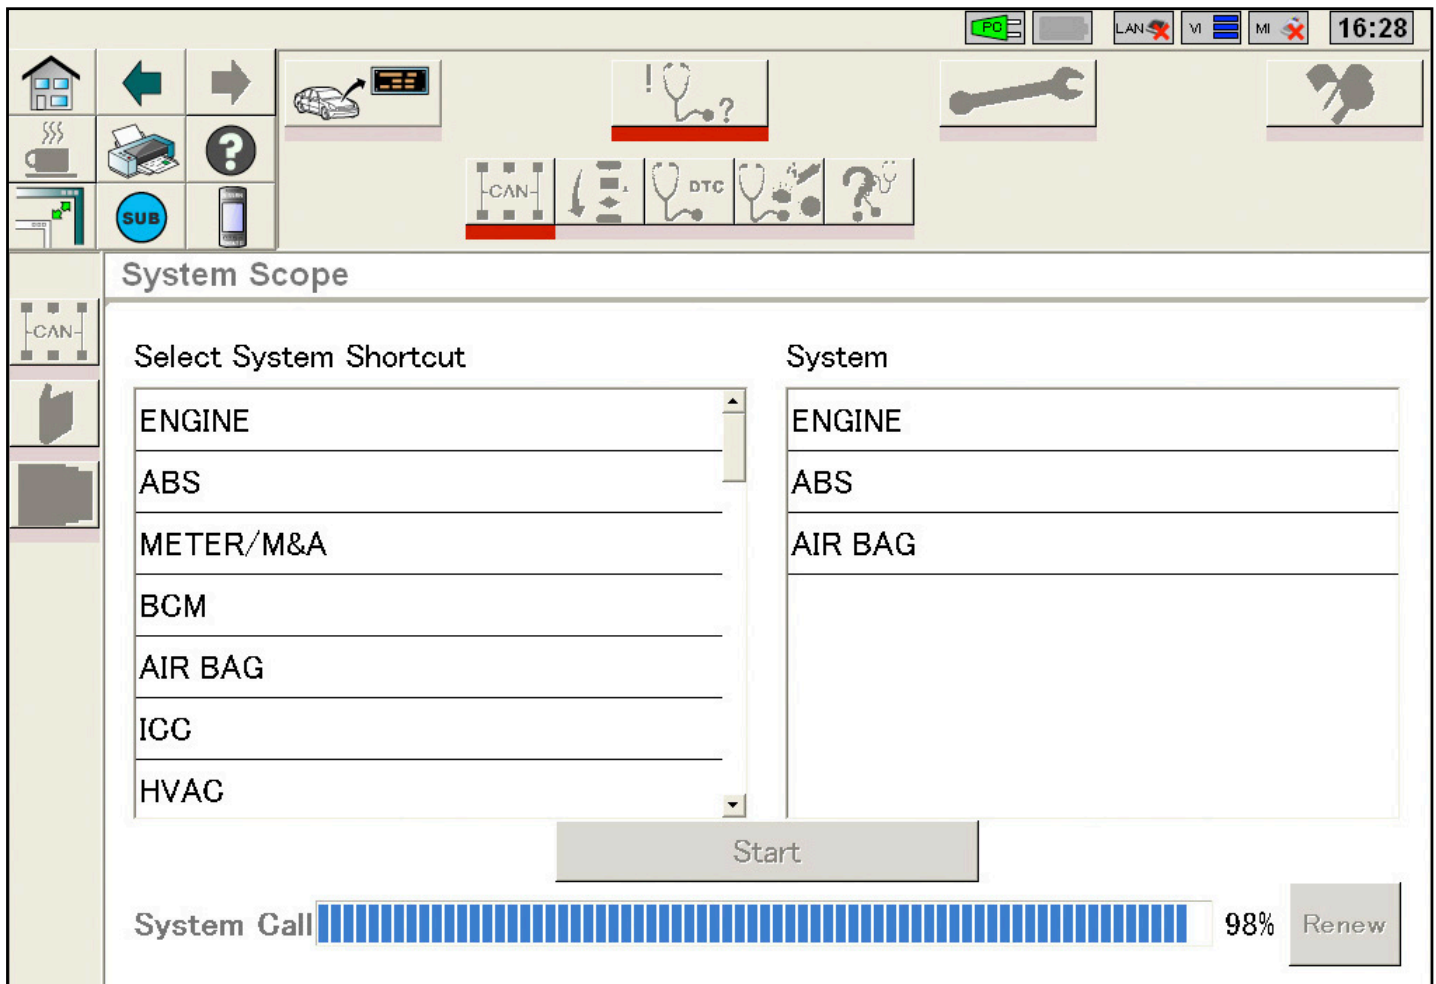 PC LAN VI MI 16:28
! ?
CAN DTC ?
?
SUB
System Scope
CAN
Select System Shortcut System
ENGINE ENGINE
ABS ABS
METER/M&A AIR BAG
BCM
AIR BAG
ICC
HVAC
Start
System Call 98% Renew